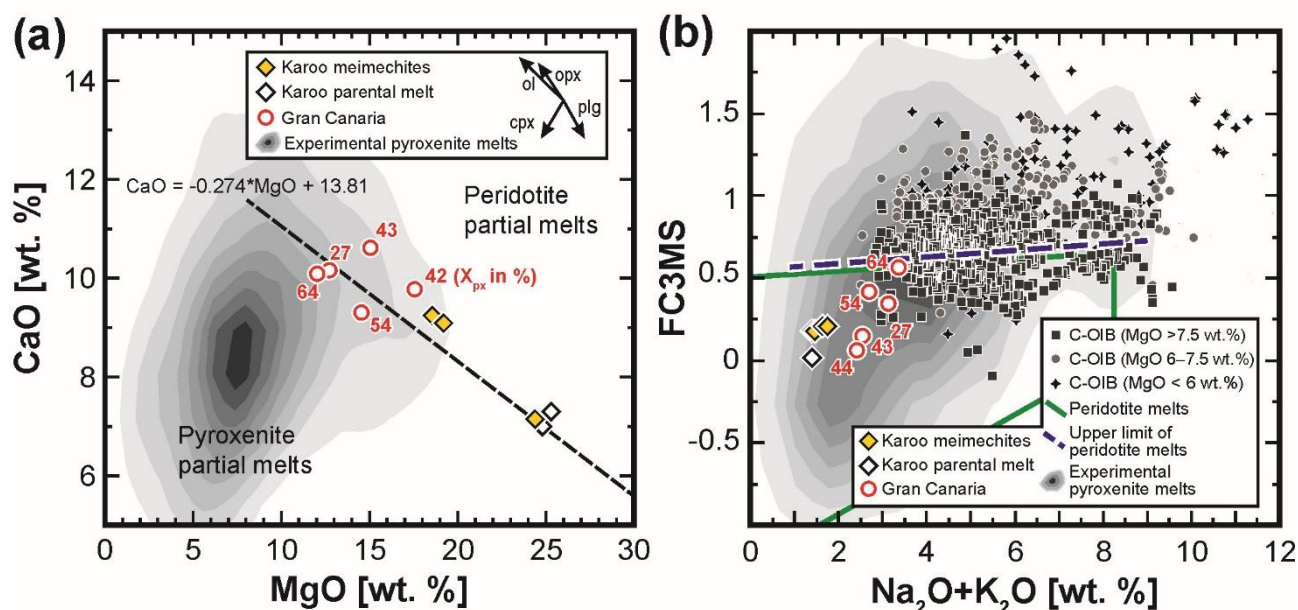 (a)
CaO [wt. %]
14
12
10
8
6
Karoo meimechites
Karoo parental melt
Gran Canaria
Experimental pyroxenite melts
ol
opx
cpx
plg
CaO = -0.274*MgO + 13.81
Peridotite
partial melts
43
27
64
42 (Xpx in %)
54
Pyroxenite
partial melts
0 5 10 15 20 25 30
MgO [wt. %]
(b)
FC3MS
1.5
1
0.5
0
-0.5
64
54
27
43
44
C-OIB (MgO >7.5 wt.%)
C-OIB (MgO 6–7.5 wt.%)
C-OIB (MgO < 6 wt.%)
Peridotite melts
Upper limit of
peridotite melts
Experimental
pyroxenite melts
Karoo meimechites
Karoo parental melt
Gran Canaria
0 2 4 6 8 10 12
Na₂O+K₂O [wt. %]